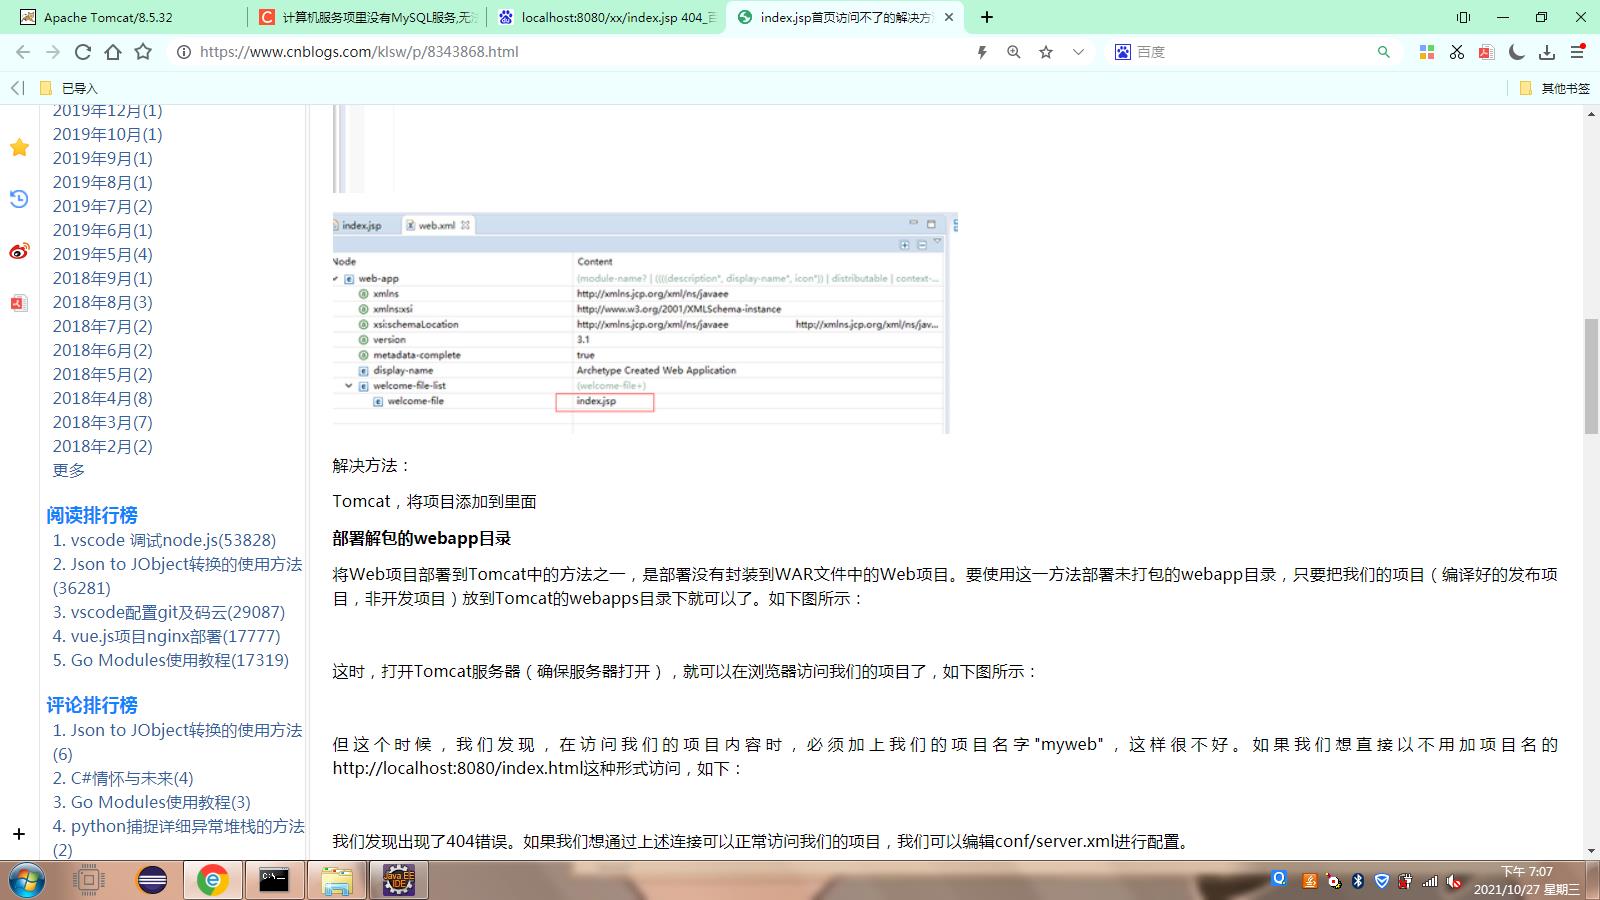 Apache Tomcat/8.5.32
计算机服务项里没有MySQL服务,无
localhost:8080/xx/index.jsp 404_百
index.jsp首页访问不了的解决方
https://www.cnblogs.com/klsw/p/8343868.html
百度
已导入
其他书签
2019年12月(1)
2019年10月(1)
2019年9月(1)
2019年8月(1)
2019年7月(2)
2019年6月(1)
2019年5月(4)
2018年9月(1)
2018年8月(3)
2018年7月(2)
2018年6月(2)
2018年5月(2)
2018年4月(8)
2018年3月(7)
2018年2月(2)
更多
阅读排行榜
1. vscode 调试node.js(53828)
2. Json to JObject转换的使用方法
(36281)
3. vscode配置git及码云(29087)
4. vue.js项目nginx部署(17777)
5. Go Modules使用教程(17319)
评论排行榜
1. Json to JObject转换的使用方法
(6)
2. C#情怀与未来(4)
3. Go Modules使用教程(3)
4. python捕捉详细异常堆栈的方法
(2)
index.jsp
web.xml
Node
Content
web-app
(module-name? | ((((description*, display-name*, icon*)) | distributable | context-...
xmlns
http://xmlns.jcp.org/xml/ns/javaee
xmlns:xsi
http://www.w3.org/2001/XMLSchema-instance
xsi:schemaLocation
http://xmlns.jcp.org/xml/ns/javaee http://xmlns.jcp.org/xml/ns/jav...
version
3.1
metadata-complete
true
display-name
Archetype Created Web Application
welcome-file-list
(welcome-file+)
welcome-file
index.jsp
解决方法：
Tomcat，将项目添加到里面
部署解包的webapp目录
将Web项目部署到Tomcat中的方法之一，是部署没有封装到WAR文件中的Web项目。要使用这一方法部署未打包的webapp目录，只要把我们的项目（编译好的发布项
目，非开发项目）放到Tomcat的webapps目录下就可以了。如下图所示：
这时，打开Tomcat服务器（确保服务器打开），就可以在浏览器访问我们的项目了，如下图所示：
但这个时候，我们发现，在访问我们的项目内容时，必须加上我们的项目名字"myweb"，这样很不好。如果我们想直接以不用加项目名的
http://localhost:8080/index.html这种形式访问，如下：
我们发现出现了404错误。如果我们想通过上述连接可以正常访问我们的项目，我们可以编辑conf/server.xml进行配置。
Java EE
IDE
下午 7:07
2021/10/27 星期三